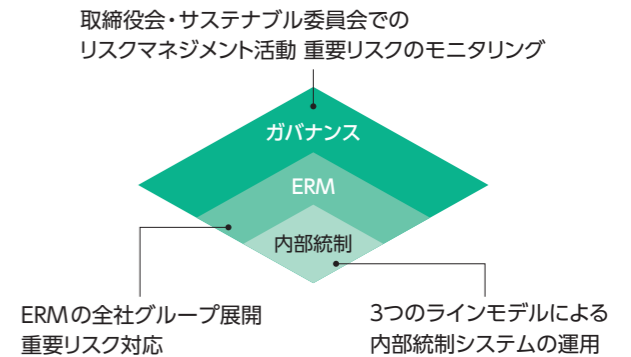 取締役会・サステナブル委員会での
リスクマネジメント活動 重要リスクのモニタリング
ガバナンス
ERM
内部統制
ERMの全社グループ展開
重要リスク対応
3つのラインモデルによる
内部統制システムの運用